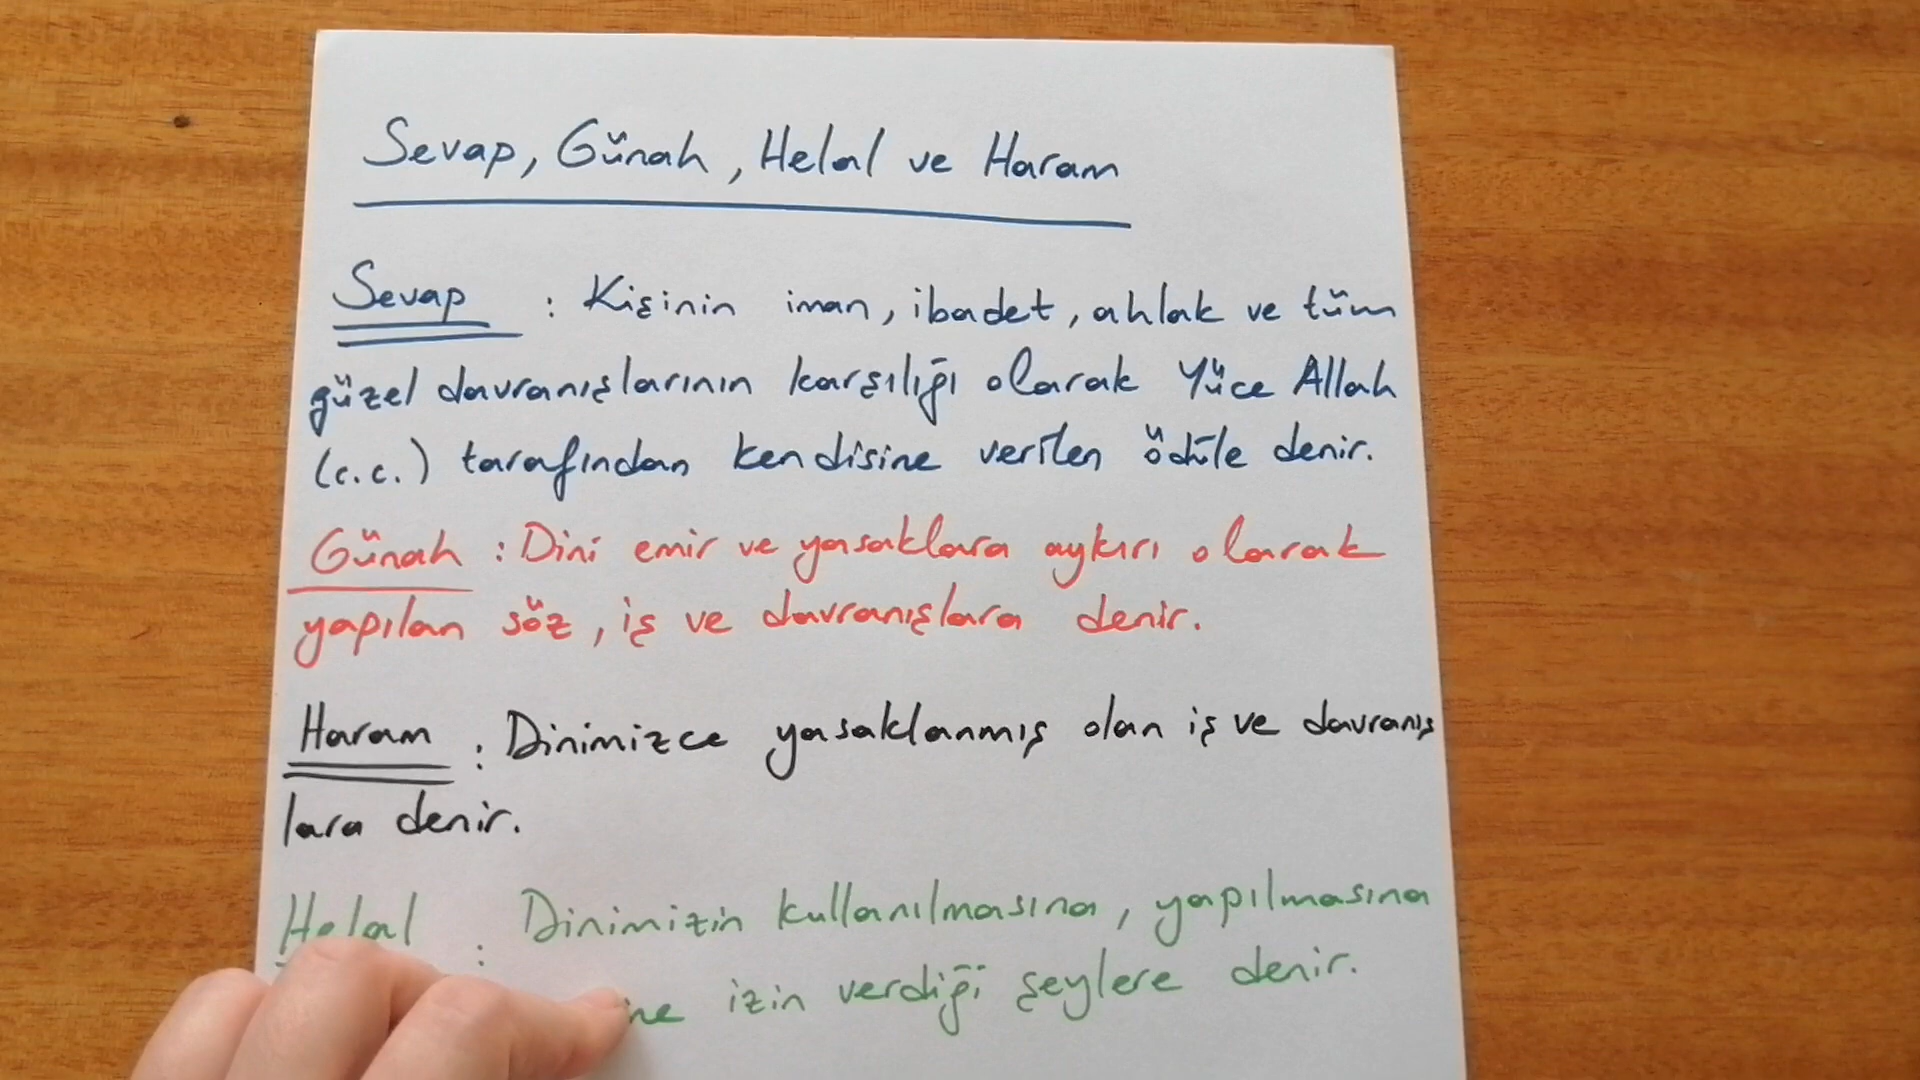 Sevap, Günah, Helal ve Haram
Sevap : Kişinin iman, ibadet, ahlak ve tüm
güzel davranışlarının karşılığı olarak Yüce Allah
(c.c.) tarafından kendisine verilen ödüle denir.
Günah : Dini emir ve yasaklara aykırı olarak
yapılan söz, iş ve davranışlara denir.
Haram : Dinimizce yasaklanmış olan iş ve davranış
lara denir.
Helal : Dinimizin kullanılmasına, yapılmasına
izin verdiği şeylere denir.